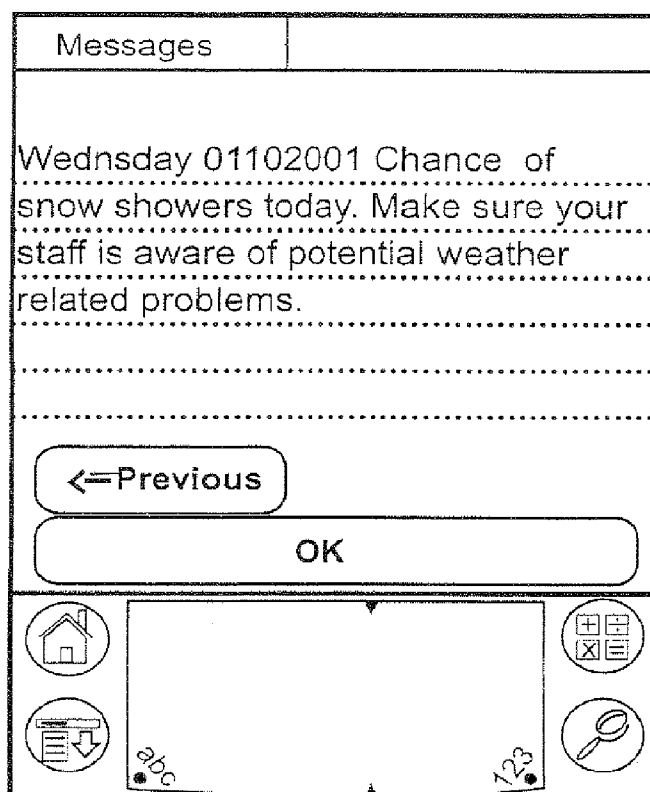 Messages
Wednsday 01102001 Chance of
snow showers today. Make sure your
staff is aware of potential weather
related problems.
<=Previous
OK
+ ÷
X =
abc
123